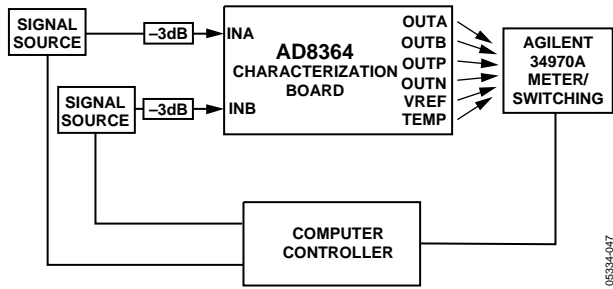 SIGNAL
SOURCE
–3dB
INA
SIGNAL
SOURCE
–3dB
INB
AD8364
CHARACTERIZATION
BOARD
OUTA
OUTB
OUTP
OUTN
VREF
TEMP
AGILENT
34970A
METER/
SWITCHING
COMPUTER
CONTROLLER
05334-047